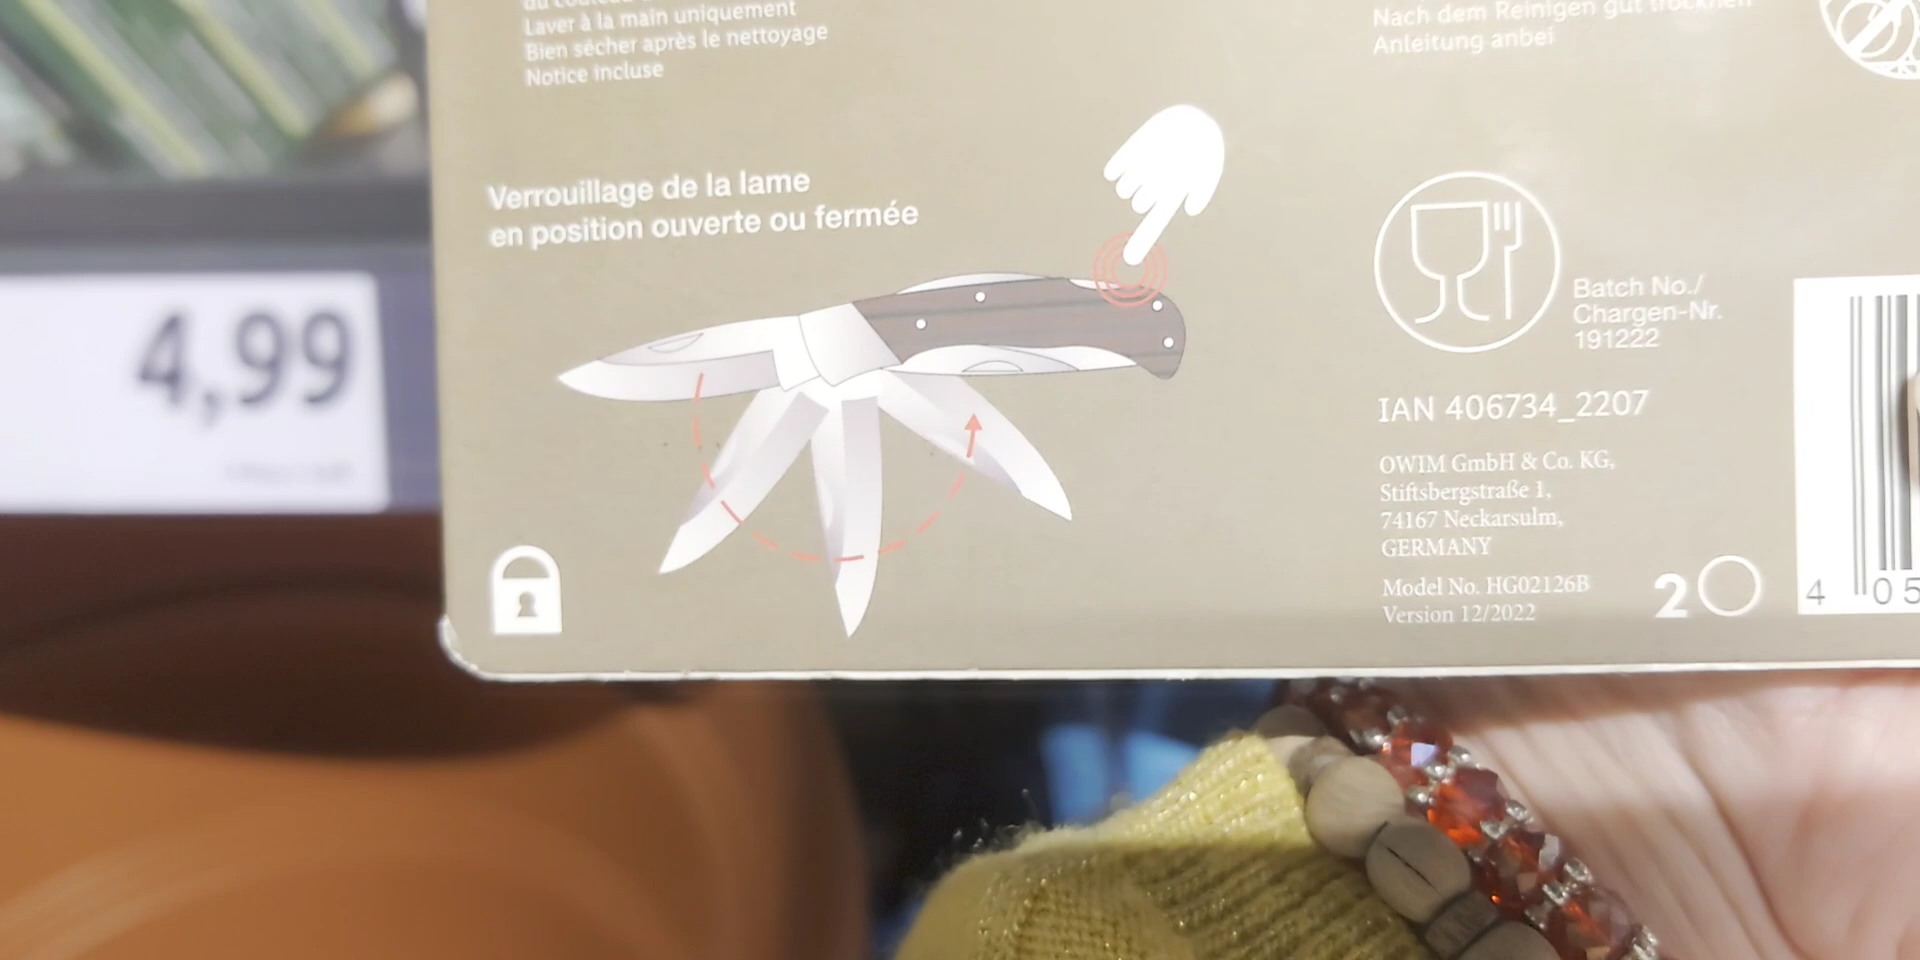 Laver à la main uniquement
Bien sécher après le nettoyage
Notice incluse
Nach dem Reinigen gut trocknen
Anleitung anbei
Verrouillage de la lame
en position ouverte ou fermée
4,99
Batch No./
Chargen-Nr.
191222
IAN 406734_2207
OWIM GmbH & Co. KG,
Stiftsbergstraße 1,
74167 Neckarsulm,
GERMANY
Model No. HG02126B
Version 12/2022
2
4 05